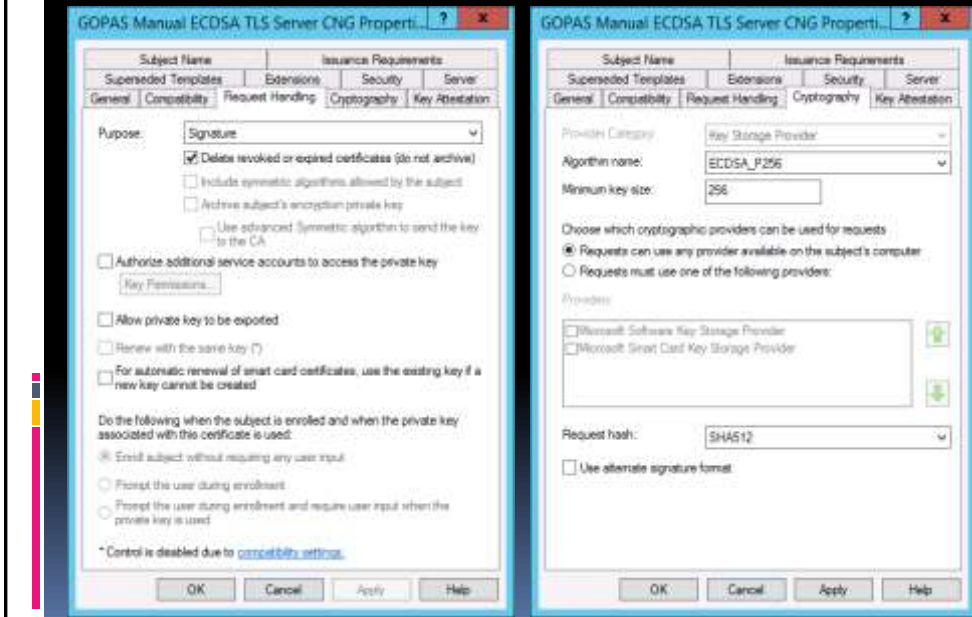 GOPAS Manual ECDSA TLS Server CNG Properti... ? x
Subject Name Issuance Requirements
Superseded Templates Extensions Security Server
General Compatibility Request Handling Cryptography Key Attestation
Purpose: Signature
Delete revoked or expired certificates (do not archive)
Include symmetric algorithms allowed by the subject
Archive subject's encryption private key
Use advanced Symmetric algorithm to send the key
to the CA
Authorize additional service accounts to access the private key
Key Permissions...
Allow private key to be exported
Renew with the same key (*)
For automatic renewal of smart card certificates, use the existing key if a
new key cannot be created
Do the following when the subject is enrolled and when the private key
associated with this certificate is used:
Enroll subject without requiring any user input
Prompt the user during enrollment
Prompt the user during enrollment and require user input when the
private key is used
* Control is disabled due to compatibility settings.
OK Cancel Apply Help
GOPAS Manual ECDSA TLS Server CNG Properti... ? x
Subject Name Issuance Requirements
Superseded Templates Extensions Security Server
General Compatibility Request Handling Cryptography Key Attestation
Provider Category: Key Storage Provider
Algorithm name: ECDSA_P256
Minimum key size: 256
Choose which cryptographic providers can be used for requests
Requests can use any provider available on the subject's computer
Requests must use one of the following providers:
Providers:
Microsoft Software Key Storage Provider
Microsoft Smart Card Key Storage Provider
Request hash: SHA512
Use alternate signature format
OK Cancel Apply Help